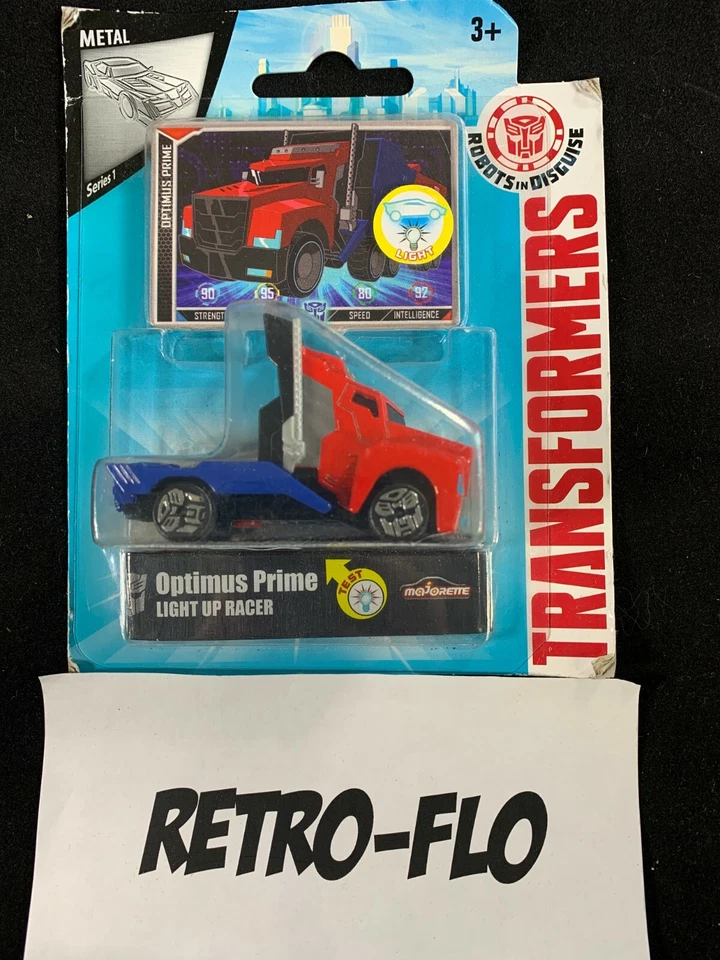 METAL
3+
Series 1
OPTIMUS PRIME
LIGHT
90 95 80 92
STRENGTH SPEED INTELLIGENCE
ROBOTS IN DISGUISE
TRANSFORMERS
Optimus Prime
LIGHT UP RACER
TEST
majorette
RETRO-FLO